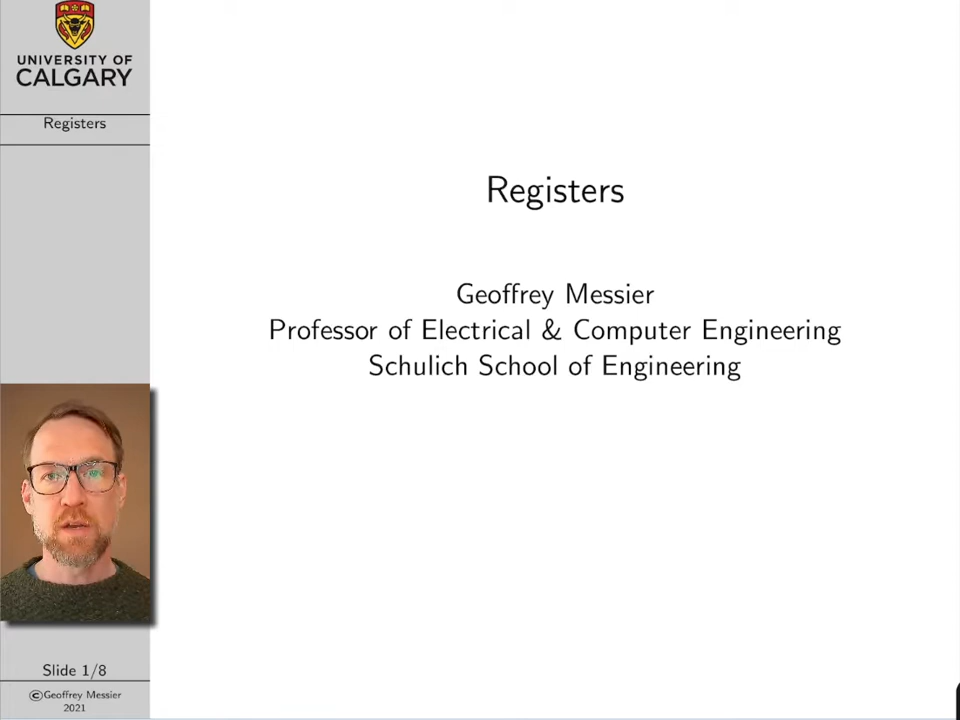 UNIVERSITY OF
CALGARY
Registers
Registers
Geoffrey Messier
Professor of Electrical & Computer Engineering
Schulich School of Engineering
Slide 1/8
©Geoffrey Messier
2021